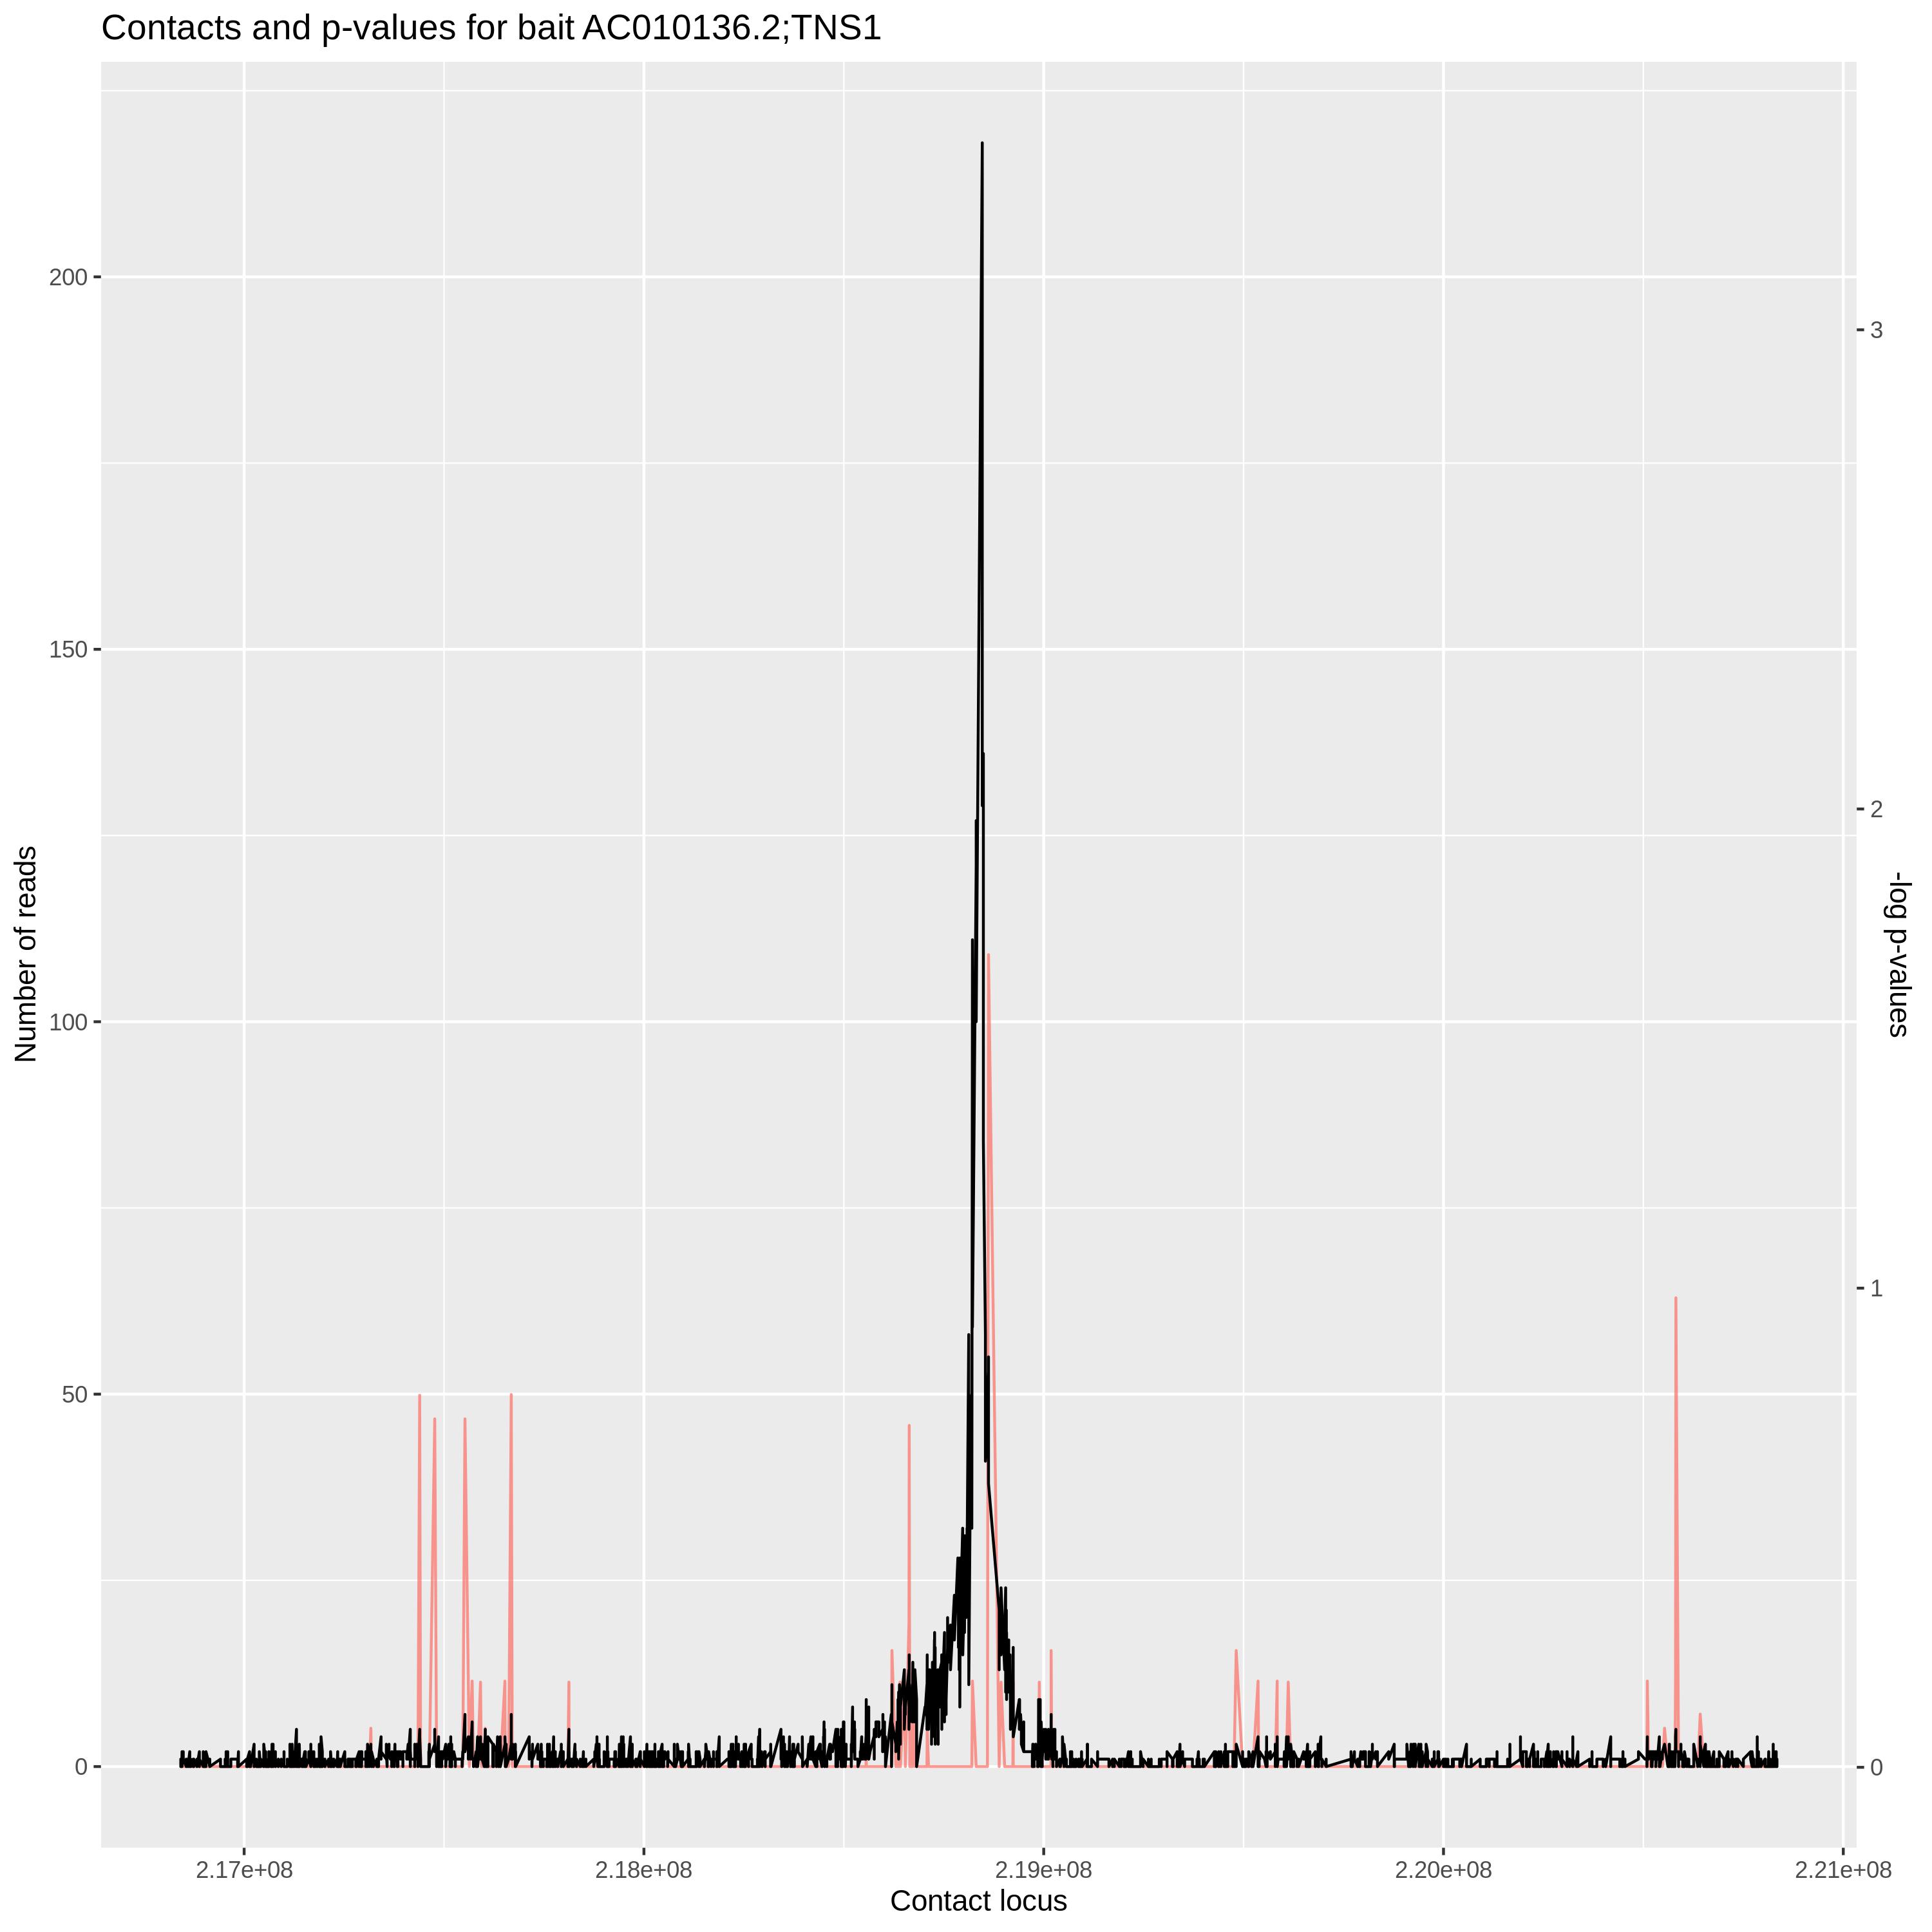 Contacts and p-values for bait AC010136.2;TNS1
200
150
100
50
0
Number of reads
3
2
1
0
-log p-values
2.17e+08 2.18e+08 2.19e+08 2.20e+08 2.21e+08
Contact locus